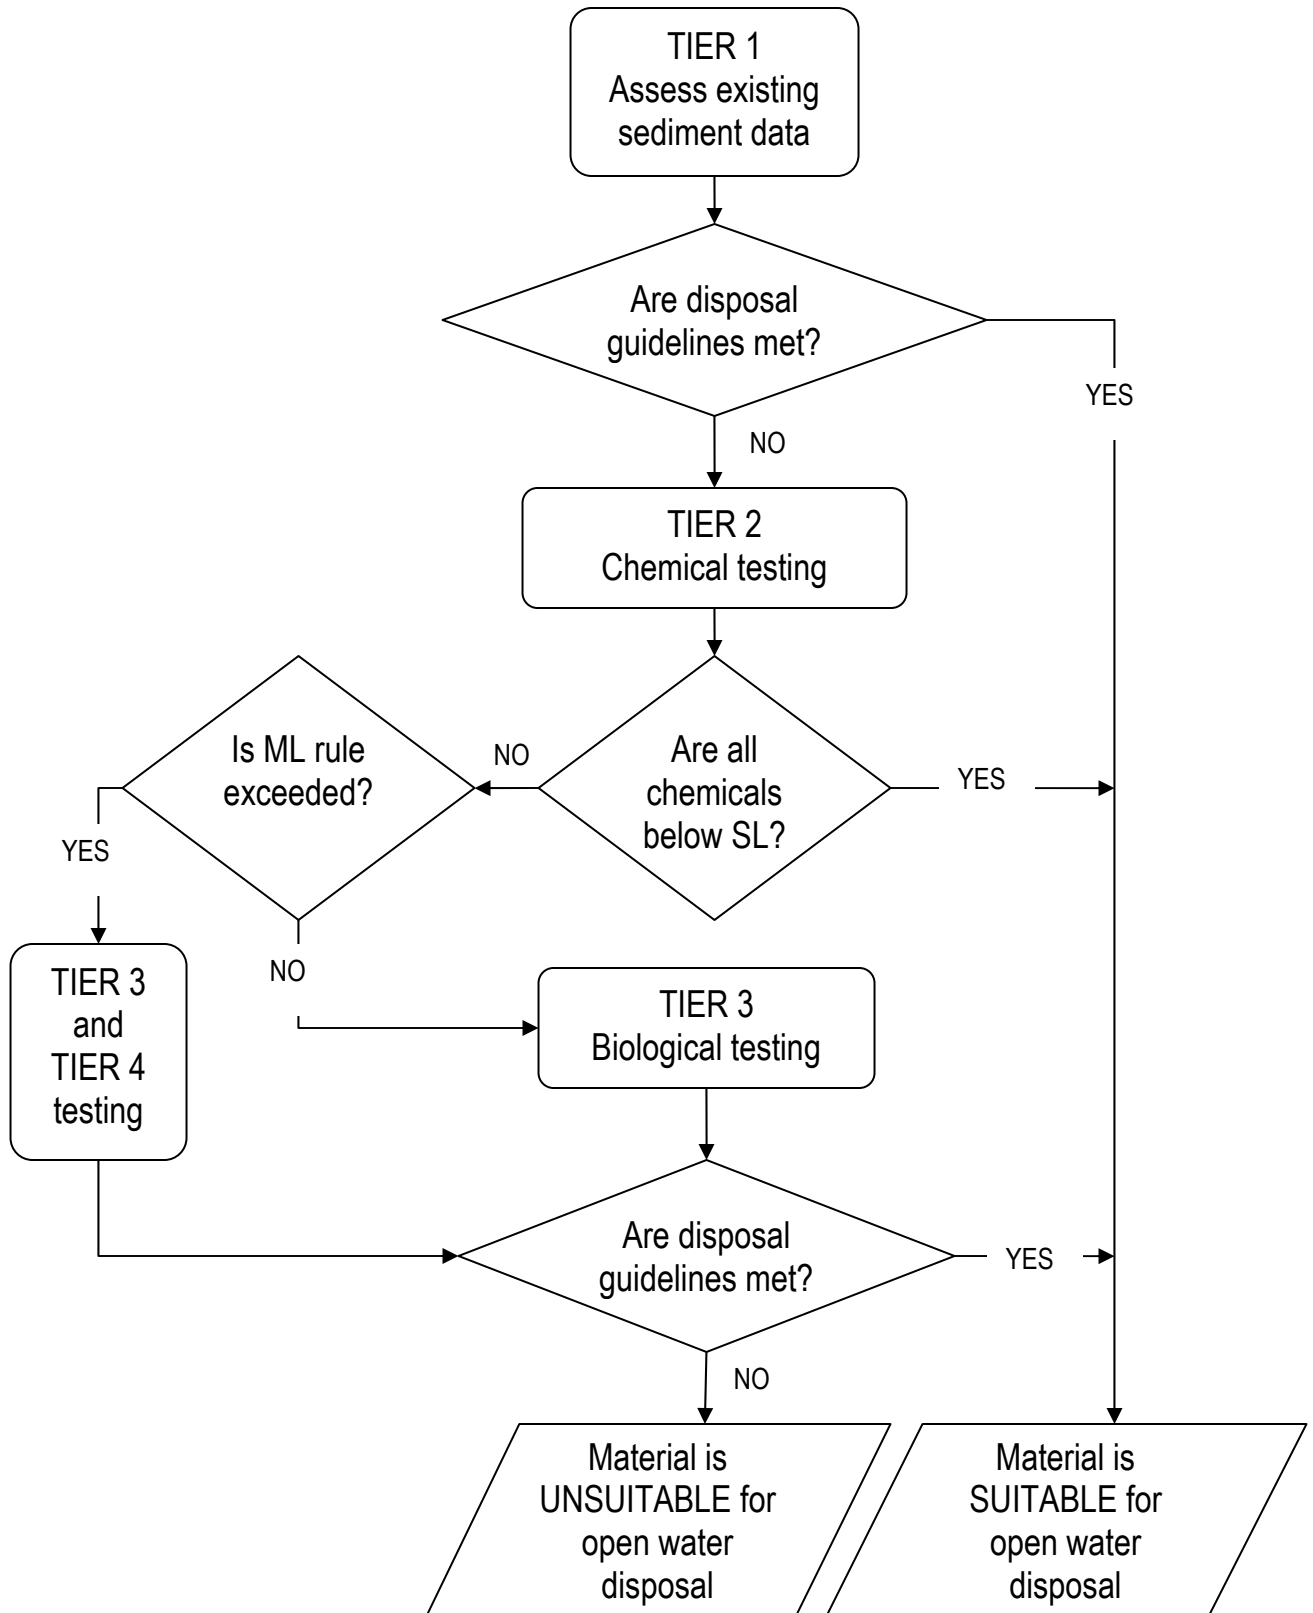 TIER 1
Assess existing
sediment data
Are disposal
guidelines met?
YES
NO
TIER 2
Chemical testing
Is ML rule
exceeded?
NO
Are all
chemicals
below SL?
YES
YES
NO
TIER 3
and
TIER 4
testing
TIER 3
Biological testing
Are disposal
guidelines met?
YES
NO
Material is
UNSUITABLE for
open water
disposal
Material is
SUITABLE for
open water
disposal